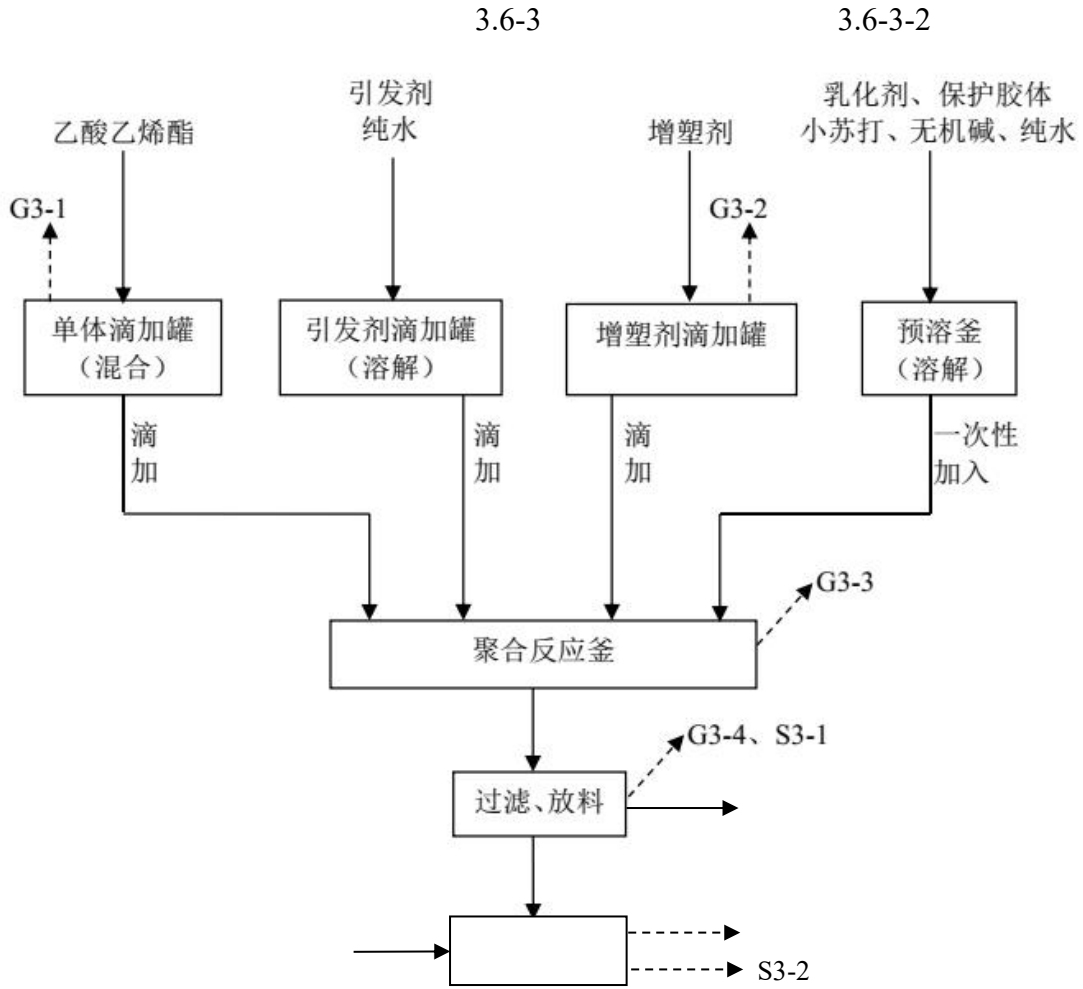 3.6-3 3.6-3-2
乙酸乙烯酯
引发剂
纯水
增塑剂
乳化剂、保护胶体
小苏打、无机碱、纯水
G3-1
G3-2
单体滴加罐
（混合）
引发剂滴加罐
（溶解）
增塑剂滴加罐
预溶釜
（溶解）
滴
加
滴
加
滴
加
一次性
加入
G3-3
聚合反应釜
G3-4、S3-1
过滤、放料
S3-2